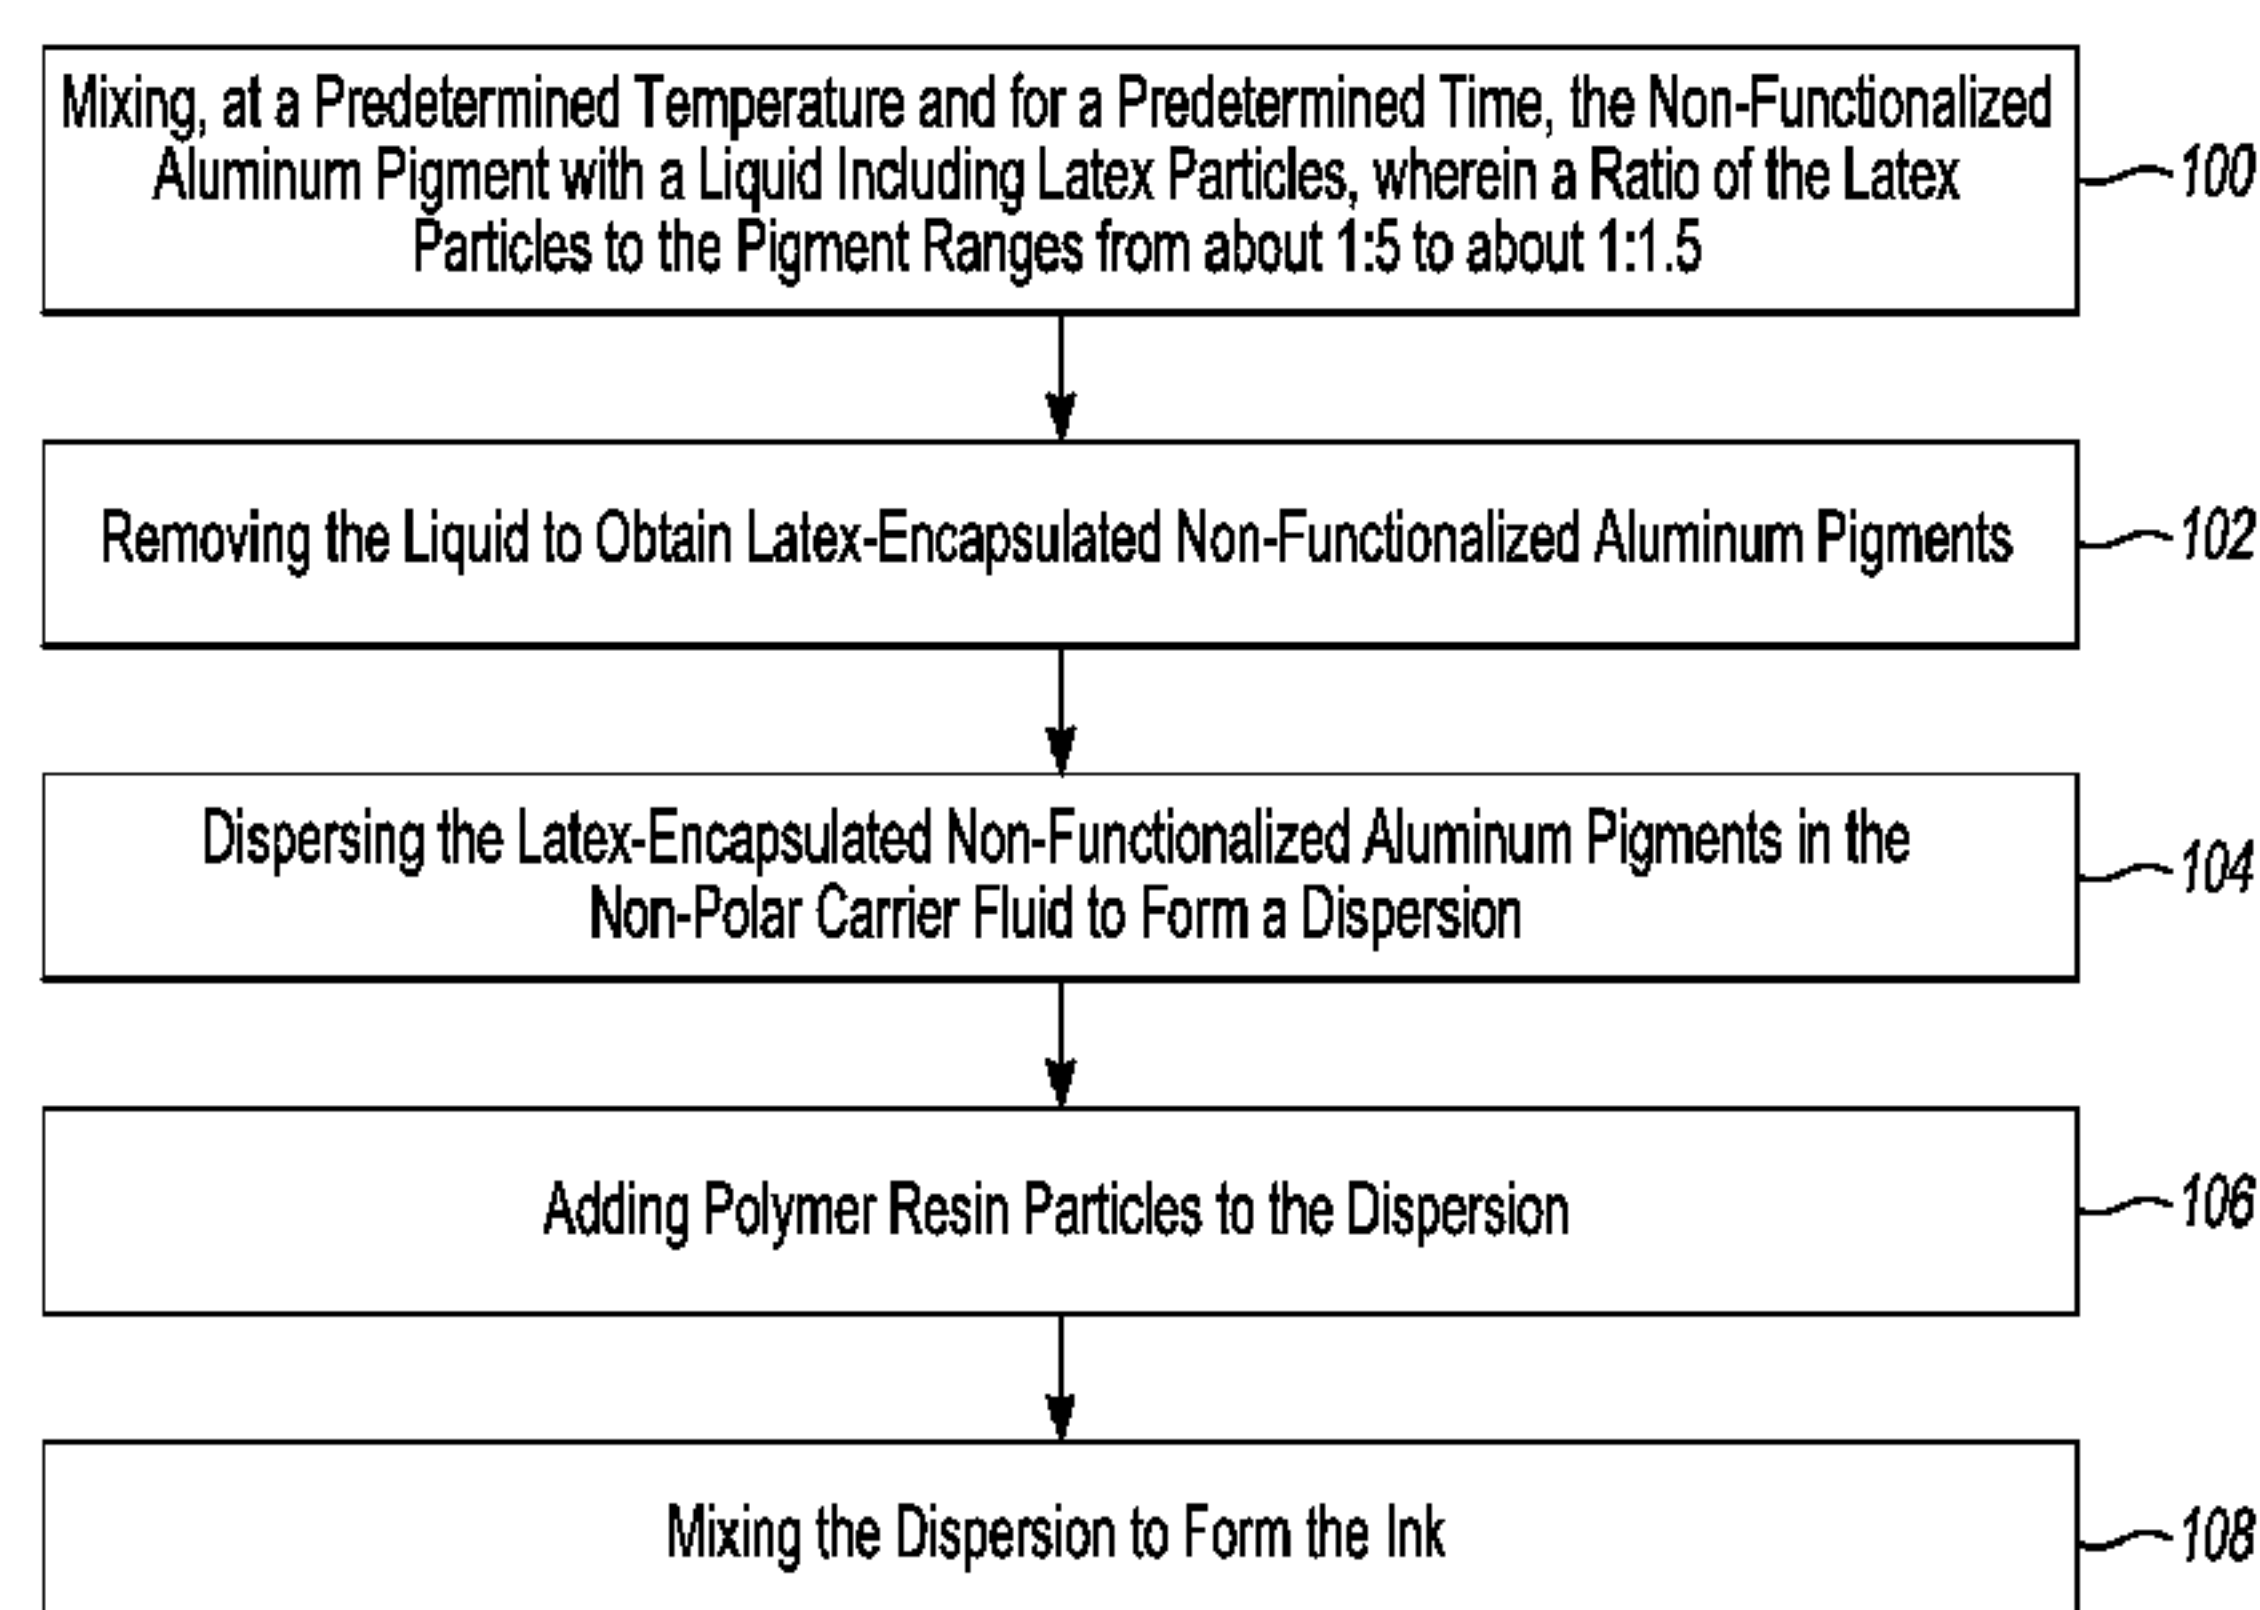 Mixing, at a Predetermined Temperature and for a Predetermined Time, the Non-Functionalized
Aluminum Pigment with a Liquid Including Latex Particles, wherein a Ratio of the Latex
Particles to the Pigment Ranges from about 1:5 to about 1:1.5
100
Removing the Liquid to Obtain Latex-Encapsulated Non-Functionalized Aluminum Pigments
102
Dispersing the Latex-Encapsulated Non-Functionalized Aluminum Pigments in the
Non-Polar Carrier Fluid to Form a Dispersion
104
Adding Polymer Resin Particles to the Dispersion
106
Mixing the Dispersion to Form the Ink
108